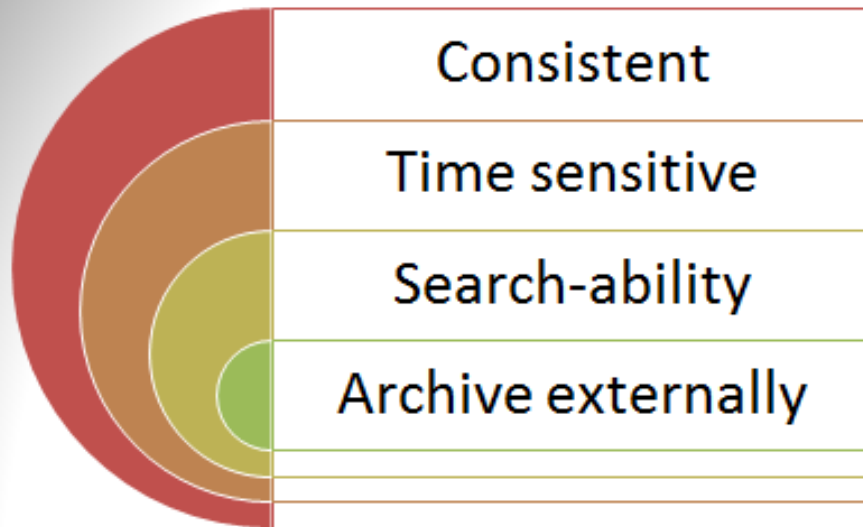 Consistent
Time sensitive
Search-ability
Archive externally